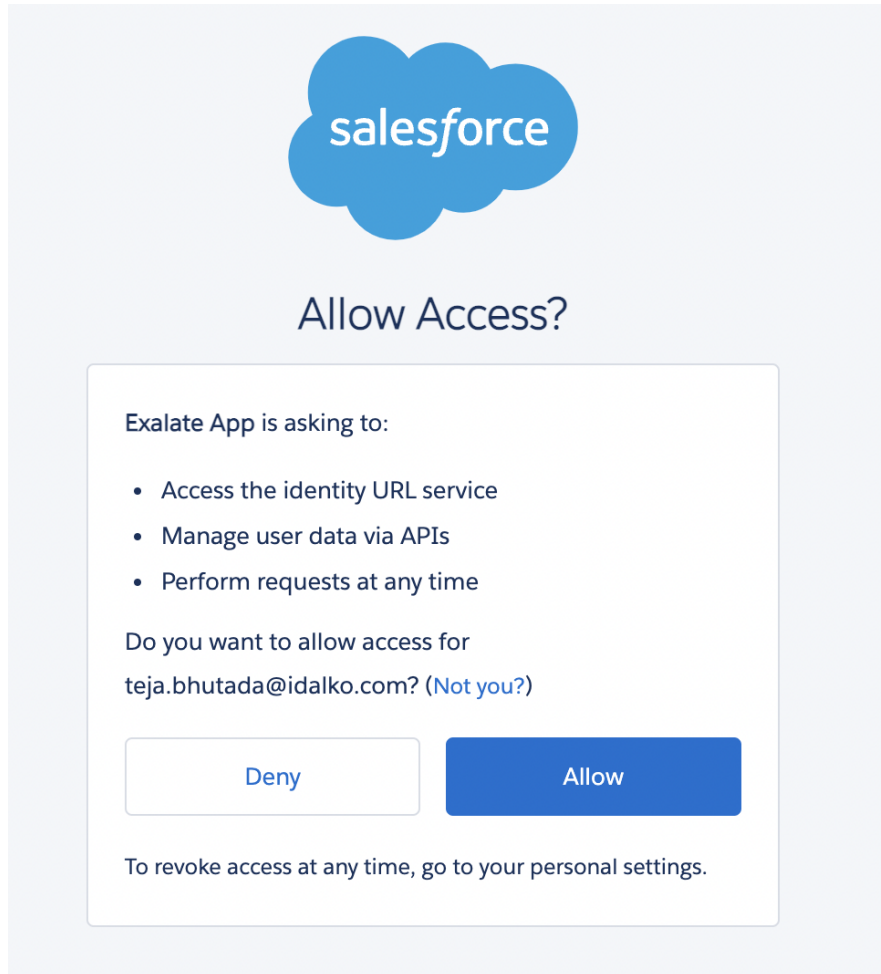 salesforce
Allow Access?
Exalate App is asking to:
• Access the identity URL service
• Manage user data via APIs
• Perform requests at any time
Do you want to allow access for
teja.bhutada@idalko.com? (Not you?)
Deny
Allow
To revoke access at any time, go to your personal settings.